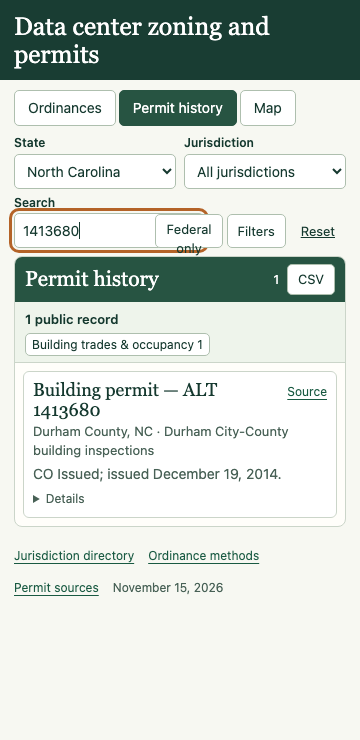 Data center zoning and
permits
Ordinances
Permit history
Map
State
Jurisdiction
North Carolina
All jurisdictions
Search
1413680
Federal
only
Filters
Reset
Permit history
1
CSV
1 public record
Building trades & occupancy 1
Building permit — ALT
1413680
Source
Durham County, NC · Durham City-County
building inspections
CO Issued; issued December 19, 2014.
Details
Jurisdiction directory
Ordinance methods
Permit sources
November 15, 2026